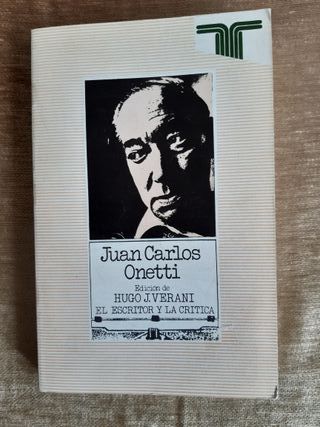 Juan Carlos
Onetti
Edición de
HUGO J. VERANI
EL ESCRITOR Y LA CRITICA